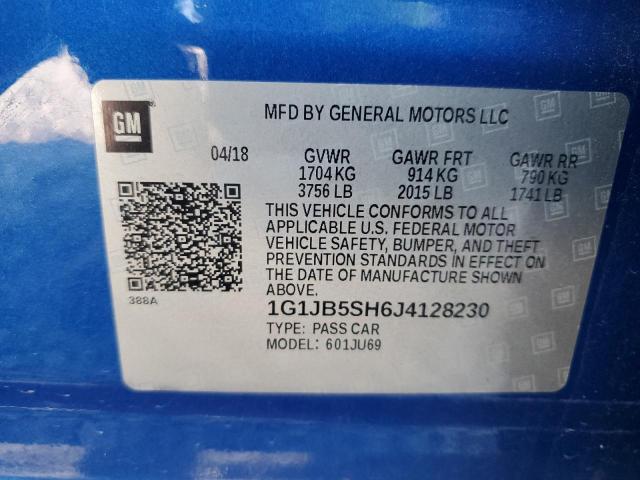 GM
MFD BY GENERAL MOTORS LLC
04/18 GVWR GAWR FRT GAWR RR
1704 KG 914 KG 790 KG
3756 LB 2015 LB 1741 LB
THIS VEHICLE CONFORMS TO ALL
APPLICABLE U.S. FEDERAL MOTOR
VEHICLE SAFETY, BUMPER, AND THEFT
PREVENTION STANDARDS IN EFFECT ON
THE DATE OF MANUFACTURE SHOWN
ABOVE.
388A
1G1JB5SH6J4128230
TYPE: PASS CAR
MODEL: 601JU69